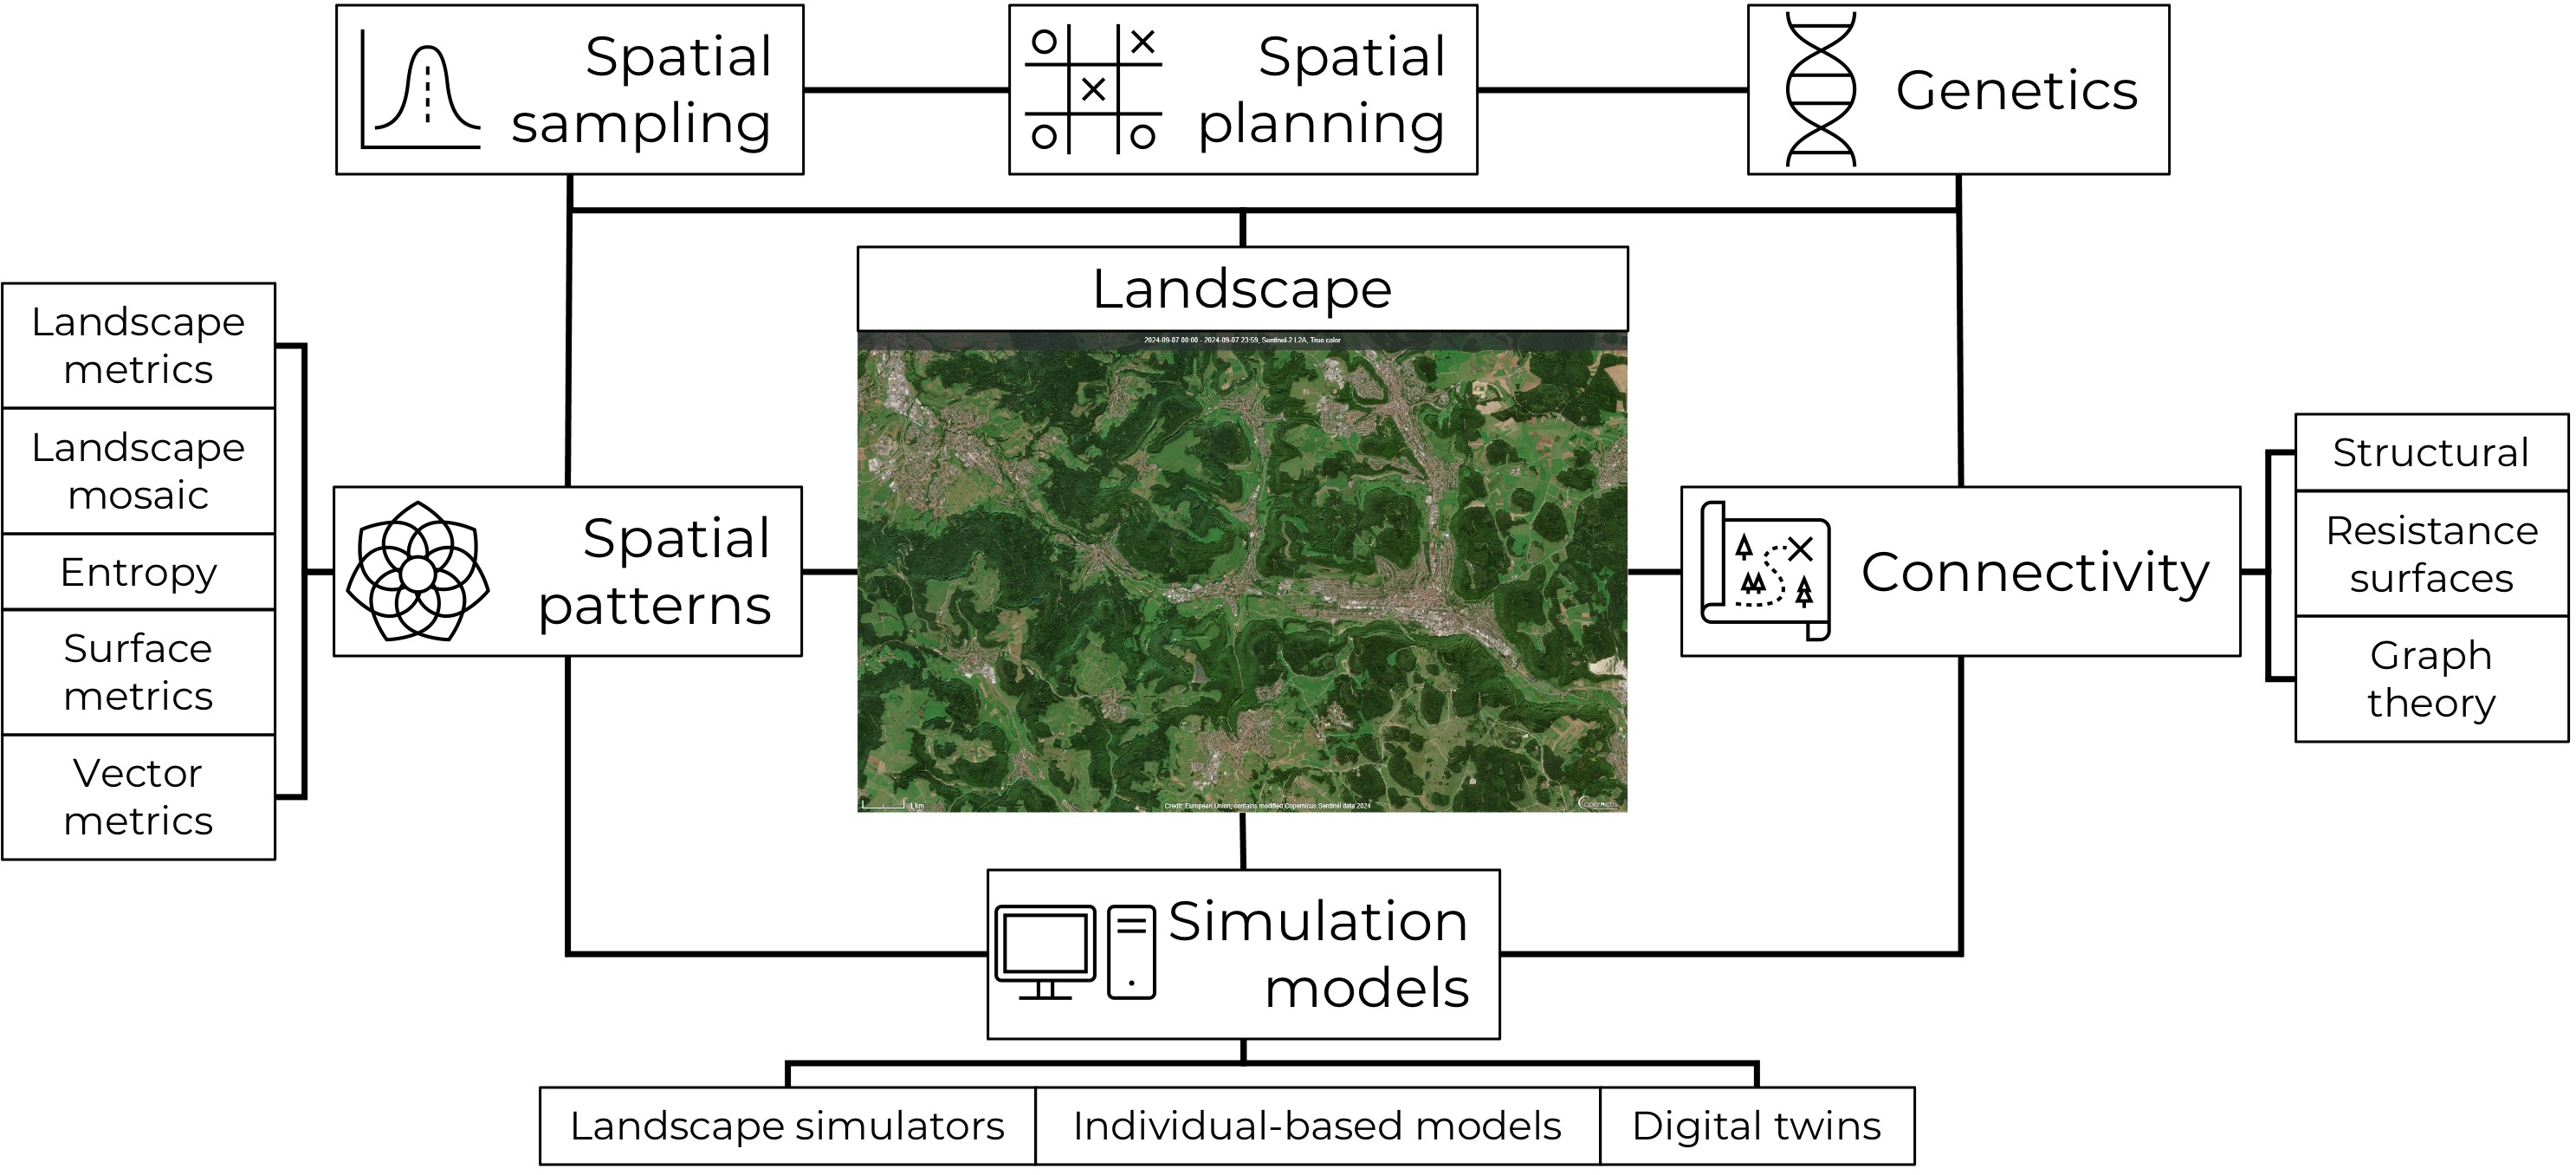 Spatial
sampling
Spatial
planning
Genetics
Landscape
2024-09-07 00:00 - 2024-09-07 23:59, Sentinel-2 L2A, True color
Landscape
metrics
Landscape
mosaic
Entropy
Surface
metrics
Vector
metrics
Spatial
patterns
Connectivity
Structural
Resistance
surfaces
Graph
theory
1 km
Credit: European Union, contains modified Copernicus Sentinel data 2024
Copernicus
Simulation
models
Landscape simulators
Individual-based models
Digital twins